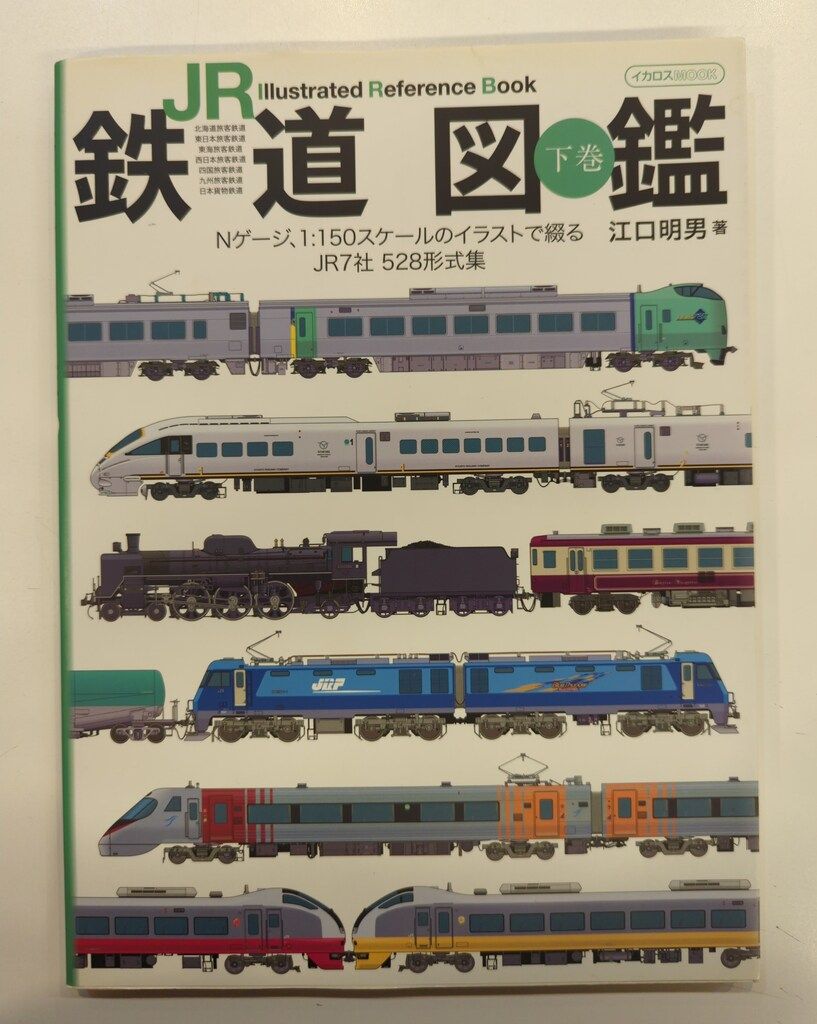 JR Illustrated Reference Book
イカロスMOOK
鉄道図鑑
下巻
北海道旅客鉄道
東日本旅客鉄道
東海旅客鉄道
西日本旅客鉄道
四国旅客鉄道
九州旅客鉄道
日本貨物鉄道
Nゲージ、1:150スケールのイラストで綴る
江口明男 著
JR7社 528形式集
JRF